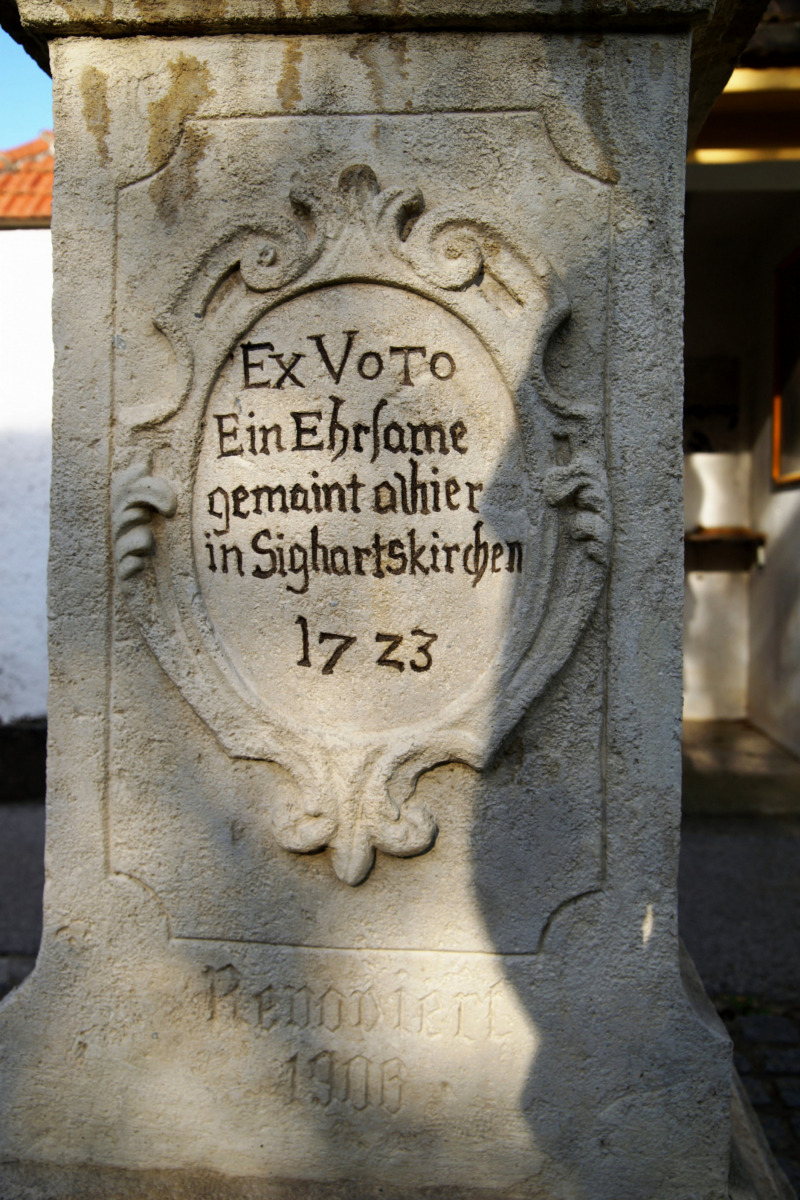 Ex Voto
Ein Ehrſame
gemaint alhier
in Sighartskirchen
1723
Renoviert
1906